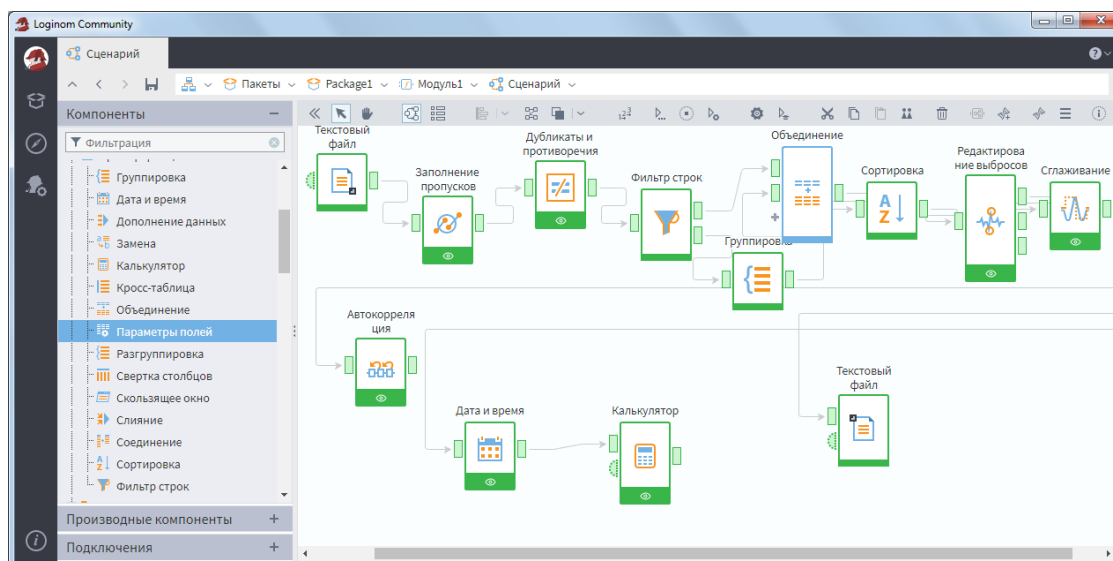 Loginom Community
Сценарий
Пакеты
Package1
Модуль1
Сценарий
Компоненты
Фильтрация
Группировка
Дата и время
Дополнение данных
Замена
Калькулятор
Кросс-таблица
Объединение
Параметры полей
Разгруппировка
Свертка столбцов
Скользящее окно
Слияние
Соединение
Сортировка
Фильтр строк
Производные компоненты
Подключения
Текстовый
файл
Заполнение
пропусков
Дубликаты и
противоречия
Фильтр строк
Объединение
Группировка
Сортировка
Редактирова
ние выбросов
Сглаживание
Автокорреля
ция
Дата и время
Калькулятор
Текстовый
файл